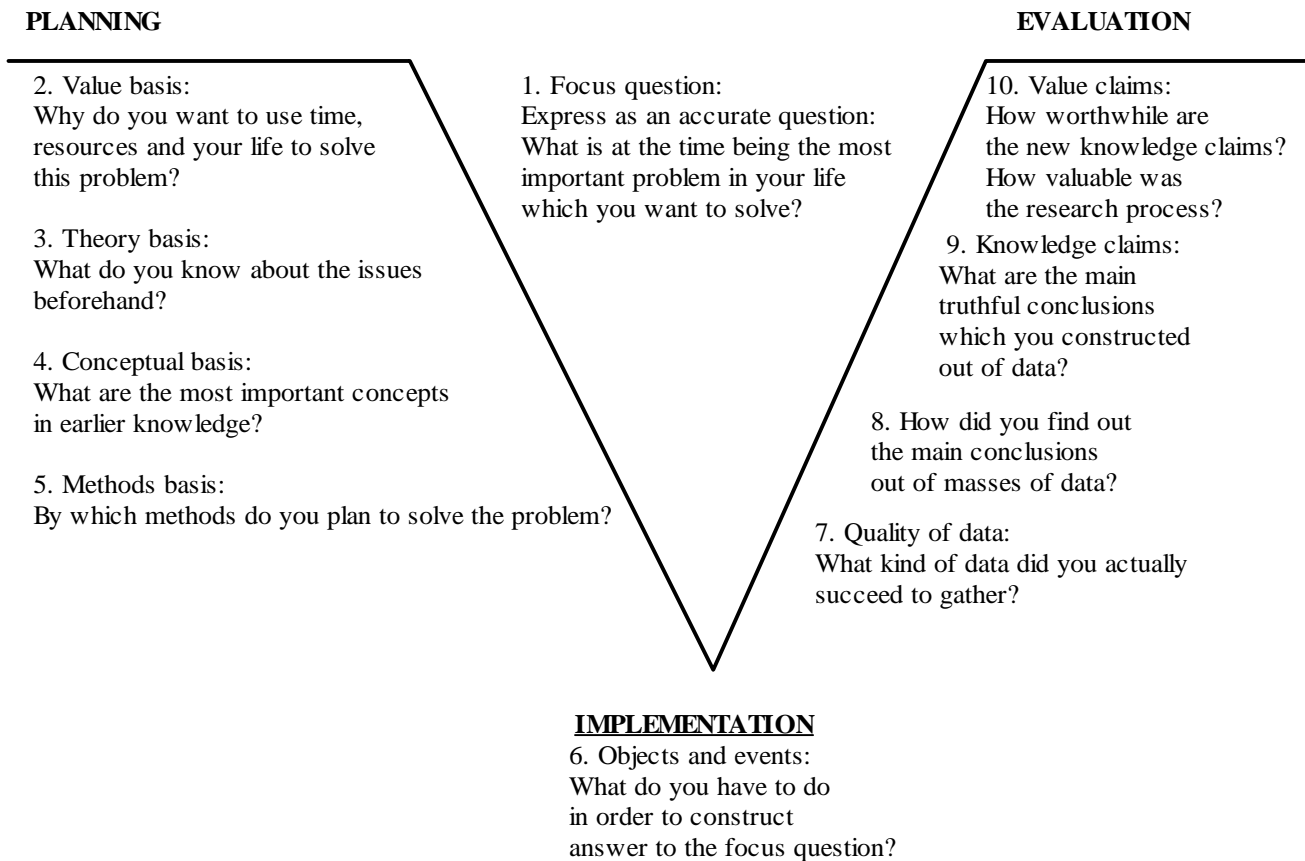 PLANNING
EVALUATION
2. Value basis:
Why do you want to use time,
resources and your life to solve
this problem?
3. Theory basis:
What do you know about the issues
beforehand?
4. Conceptual basis:
What are the most important concepts
in earlier knowledge?
5. Methods basis:
By which methods do you plan to solve the problem?
1. Focus question:
Express as an accurate question:
What is at the time being the most
important problem in your life
which you want to solve?
10. Value claims:
How worthwhile are
the new knowledge claims?
How valuable was
the research process?
9. Knowledge claims:
What are the main
truthful conclusions
which you constructed
out of data?
8. How did you find out
the main conclusions
out of masses of data?
7. Quality of data:
What kind of data did you actually
succeed to gather?
IMPLEMENTATION
6. Objects and events:
What do you have to do
in order to construct
answer to the focus question?